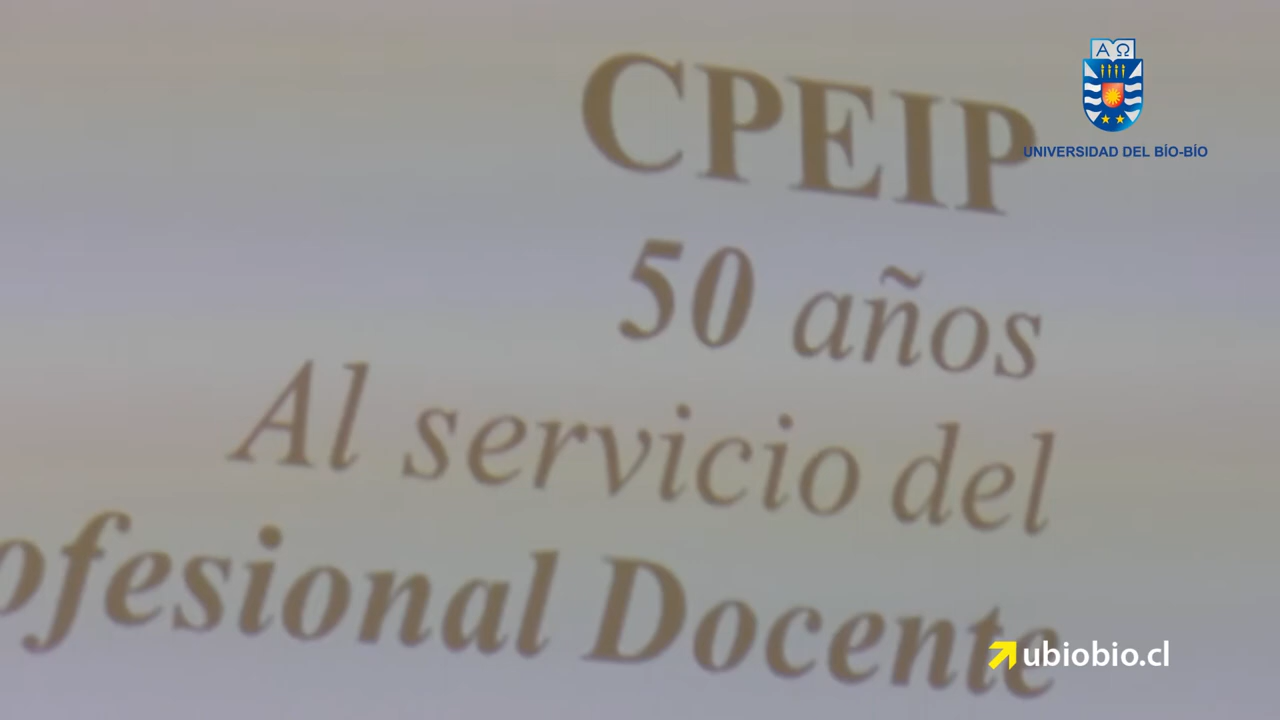 CPEIP
50 años
Al servicio del
ofesional Docente
ΑΩ
UNIVERSIDAD DEL BÍO-BÍO
ubiobio.cl